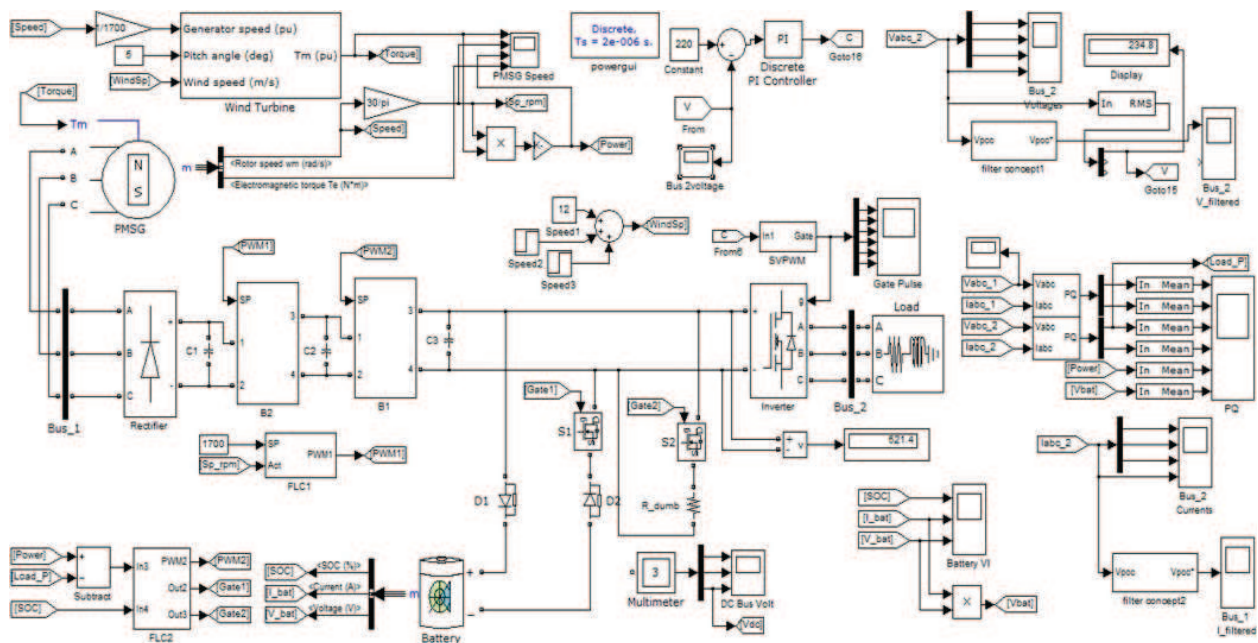 [Speed]
1/1700
Generator speed (pu)
5
Pitch angle (deg)
Tm (pu)
[Torque]
[WindSp]
Wind speed (m/s)
Wind Turbine
PMSG Speed
Discrete,
Ts = 2e-006 s.
powergui
220
Constant
PI
Discrete
PI Controller
C
Goto16
V
From
Bus 2voltage
Vabc_2
Bus_2
Voltages
234.8
Display
In
RMS
Vpcc
Vpcc*
filter concept1
V
Goto15
Bus_2
V_filtered
[Torque]
Tm
30/pi
[Sp_rpm]
[Speed]
×
K-
[Power]
A
B
C
N
S
m
<Rotor speed wm (rad/s)>
<Electromagnetic torque Te (N*m)>
PMSG
12
Speed1
Speed2
Speed3
[WindSp]
C
From6
In1
Gate
SVPWM
Gate Pulse
[PWM1]
[PWM2]
Vabc_1
Iabc_1
Vabc_2
Iabc_2
Vabc
Iabc
PQ
Vabc
Iabc
PQ
[Load_P]
In Mean
In Mean
In Mean
In Mean
In Mean
In Mean
[Power]
[Vbat]
PQ
Bus_1
A
B
C
+
-
Rectifier
C1
SP
1
2
3
4
B2
C2
SP
1
2
3
4
B1
C3
[Gate1]
S1
[Gate2]
S2
g
+
-
A
B
C
Inverter
Bus_2
Load
A
B
C
+
-
v
621.4
1700
[Sp_rpm]
SP
Act
PWM1
[PWM1]
FLC1
D1
D2
R_dumb
Iabc_2
Bus_2
Currents
[SOC]
[I_bat]
[V_bat]
Battery VI
×
[Vbat]
[Power]
[Load_P]
+
−
Subtract
[SOC]
In3
In4
PWM2
Out2
Out3
[PWM2]
[Gate1]
[Gate2]
FLC2
[SOC]
[I_bat]
[V_bat]
<SOC (%)>
<Current (A)>
<Voltage (V)>
m
+
−
Battery
3
Multimeter
DC Bus Volt
[Vdc]
Vpcc
Vpcc*
filter concept2
Bus_1
I_filtered